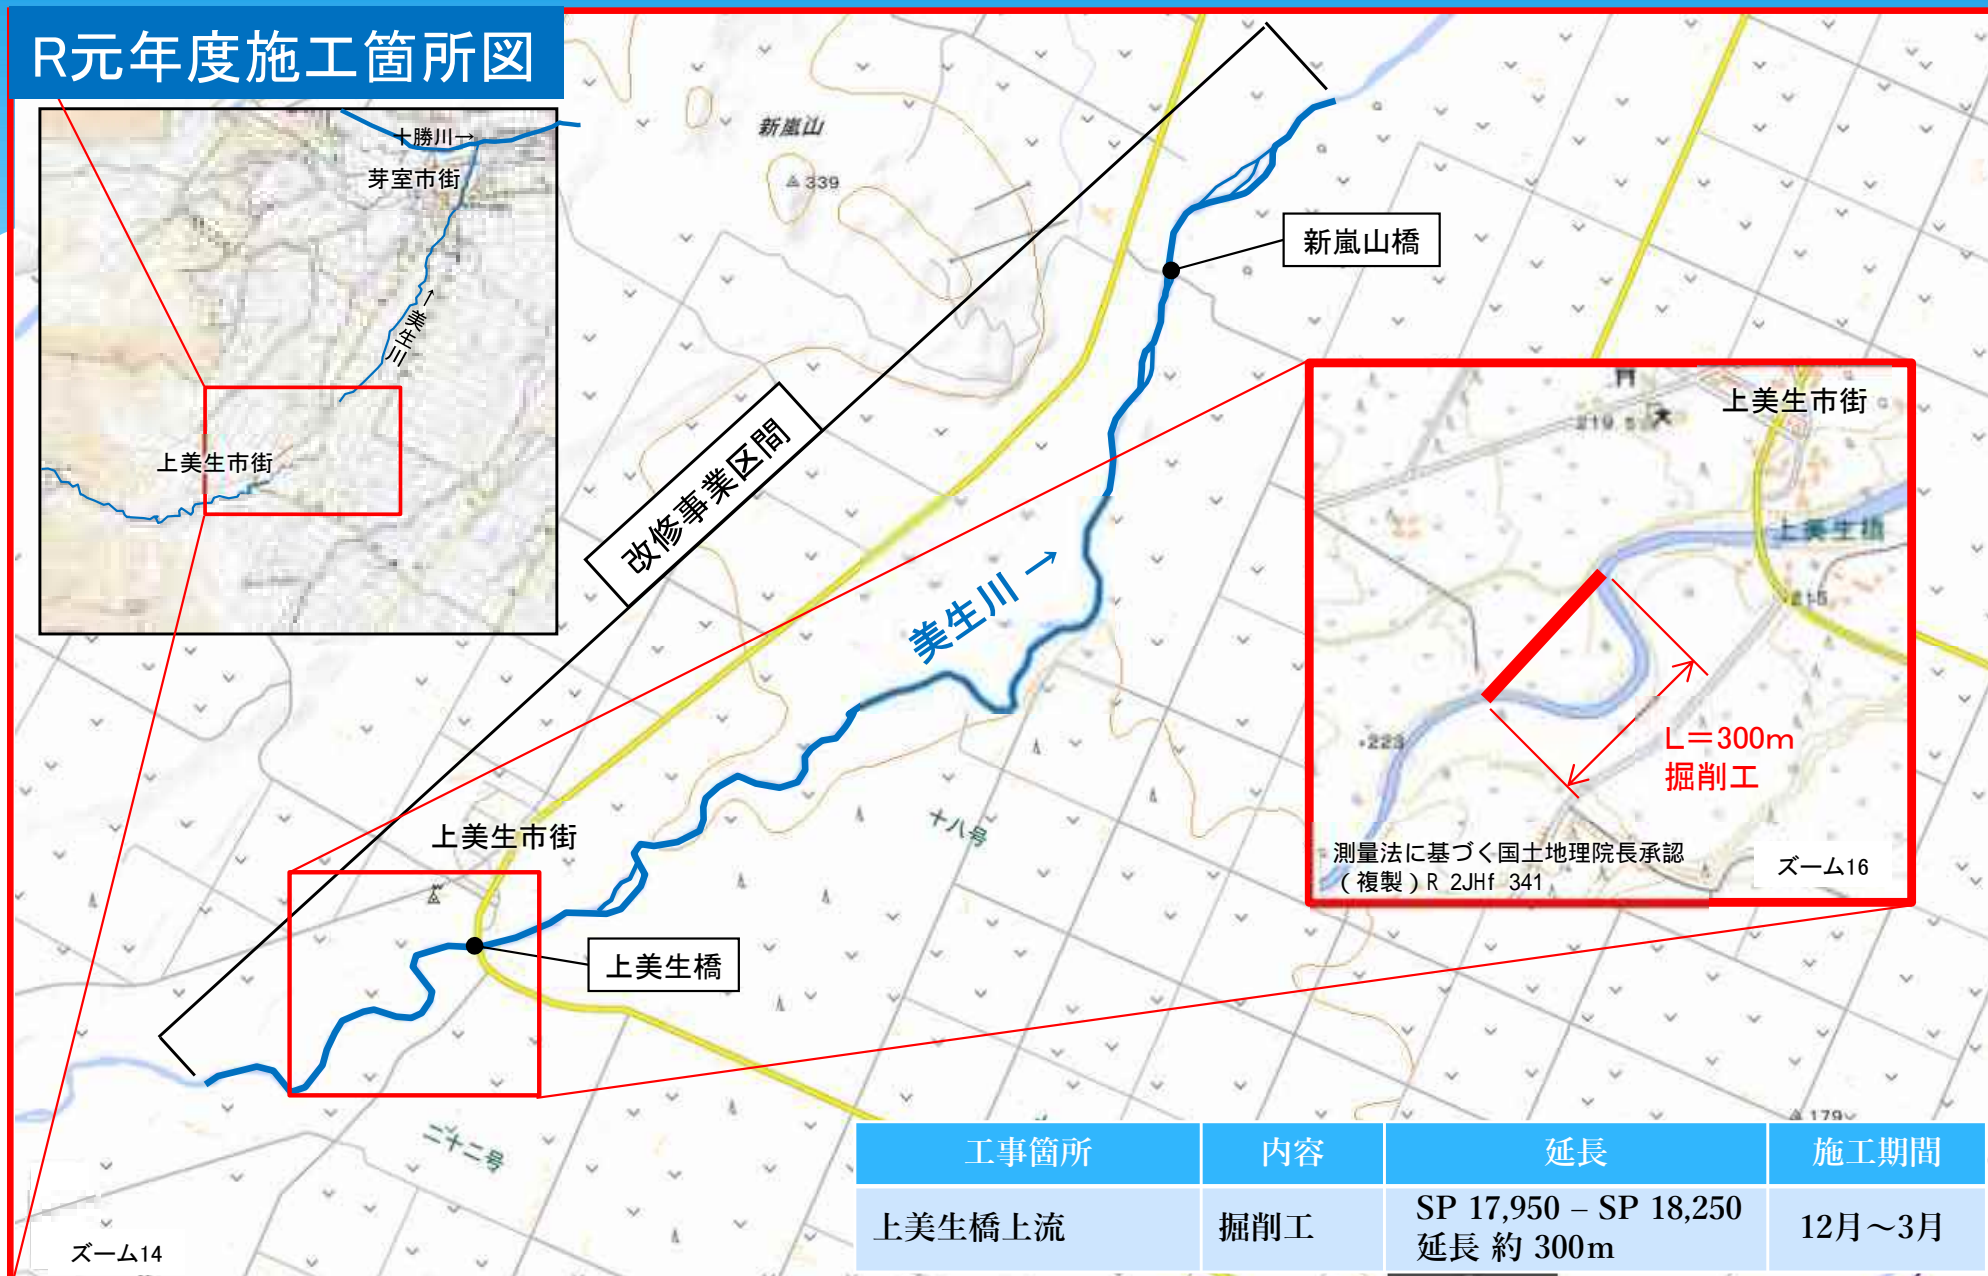 R元年度施工箇所図
十勝川→
芽室市街
美生川
上美生市街
新嵐山
339
新嵐山橋
改修事業区間
美生川 →
上美生市街
219.5
上美生橋
215
L=300m
掘削工
223
測量法に基づく国土地理院長承認
(複製)R 2JHf 341
ズーム16
十八号
上美生市街
上美生橋
二十二号
179
ズーム14
工事箇所 内容 延長 施工期間
上美生橋上流 掘削工 SP 17,950 – SP 18,250 12月～3月
延長 約 300m